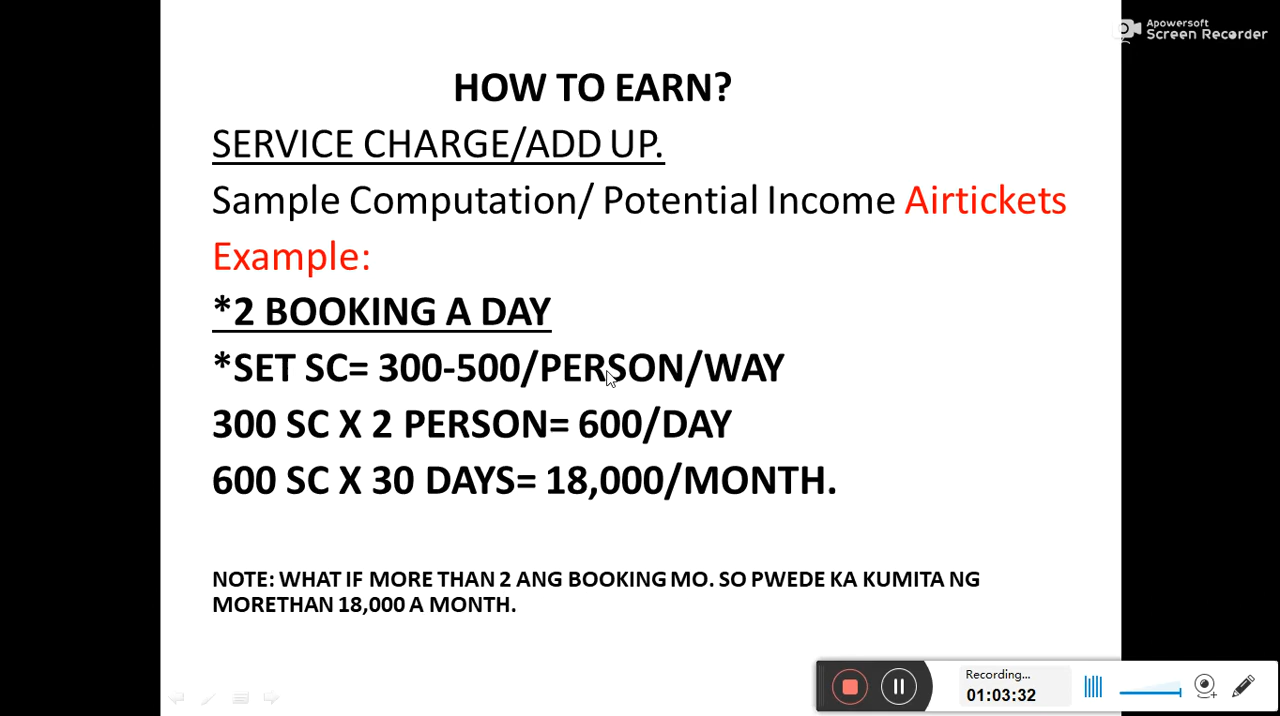 Apowersoft
Screen Recorder
HOW TO EARN?
SERVICE CHARGE/ADD UP.
Sample Computation/ Potential Income Airtickets
Example:
*2 BOOKING A DAY
*SET SC= 300-500/PERSON/WAY
300 SC X 2 PERSON= 600/DAY
600 SC X 30 DAYS= 18,000/MONTH.
NOTE: WHAT IF MORE THAN 2 ANG BOOKING MO. SO PWEDE KA KUMITA NG
MORETHAN 18,000 A MONTH.
Recording...
01:03:32